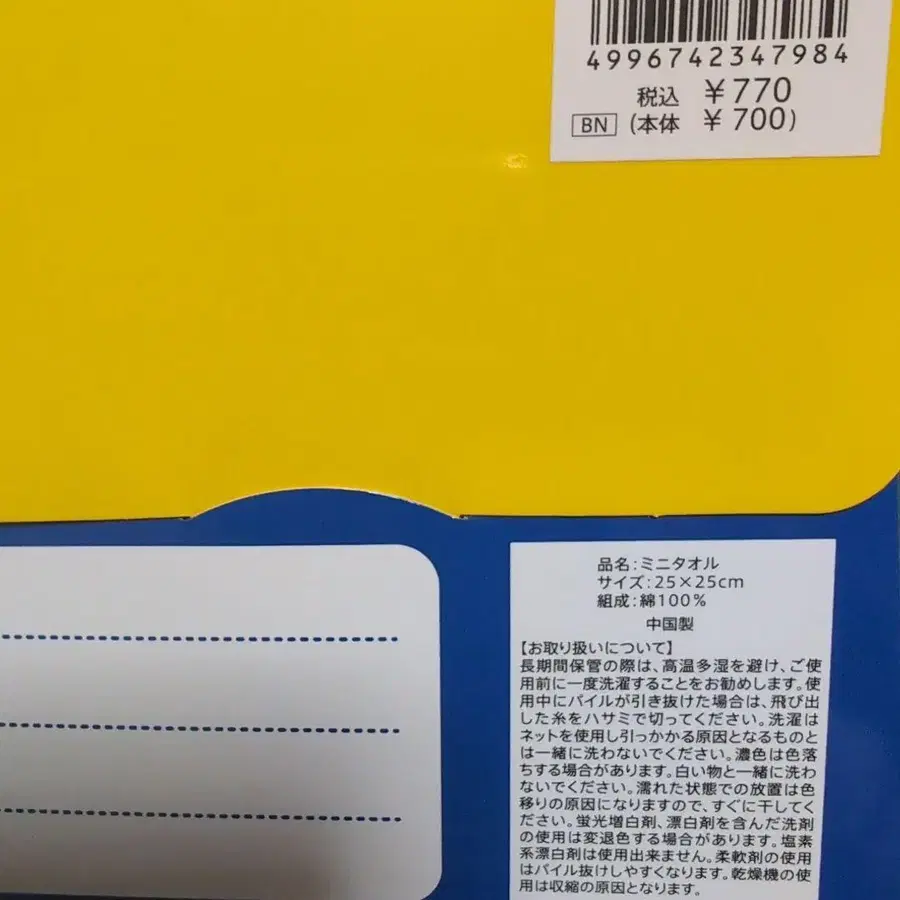 4996742347984
税込 ¥770
BN (本体 ¥700)
品名:ミニタオル
サイズ:25×25cm
組成:綿100%
中国製
【お取り扱いについて】
長期間保管の際は、高温多湿を避け、ご使
用前に一度洗濯することをお勧めします。使
用中にパイルが引き抜けた場合は、飛び出
した糸をハサミで切ってください。洗濯は
ネットを使用し引っかかる原因となるものと
は一緒に洗わないでください。濃色は色落
ちする場合があります。白い物と一緒に洗わ
ないでください。濡れた状態での放置は色
移りの原因になりますので、すぐに干してく
ださい。蛍光増白剤、漂白剤を含んだ洗剤
の使用は変退色する場合があります。塩素
系漂白剤は使用出来ません。柔軟剤の使用
はパイル抜けしやすくなります。乾燥機の使
用は収縮の原因となります。